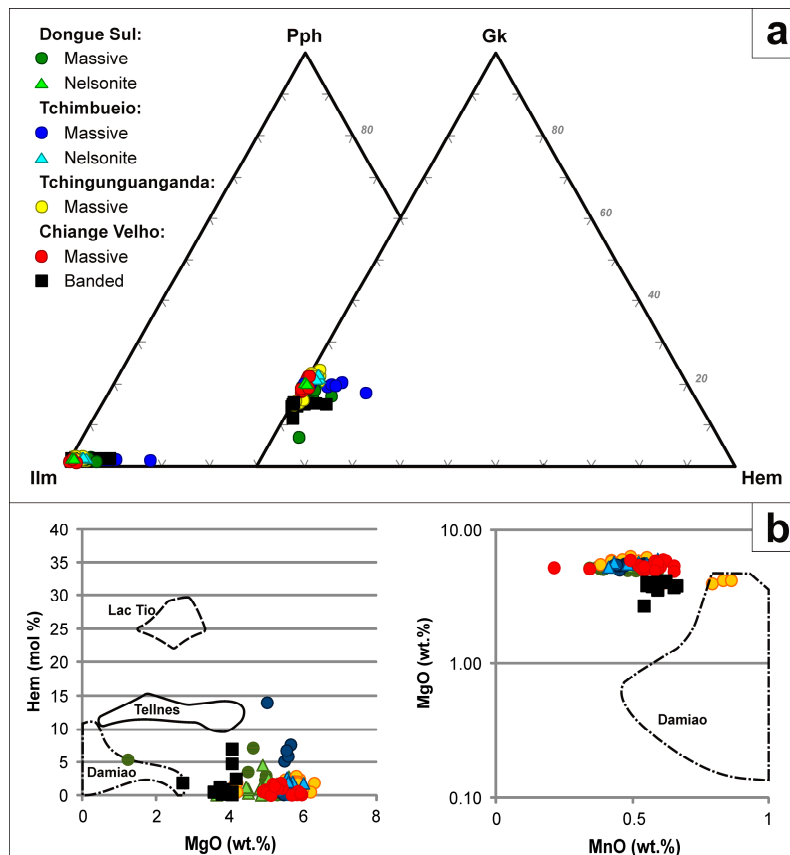 a
Dongue Sul:
Massive
Nelsonite
Tchimbueio:
Massive
Nelsonite
Tchingunguanganda:
Massive
Chiange Velho:
Massive
Banded
Pph
Gk
80
80
60
40
20
Ilm
Hem
b
40
35
30
25
20
15
10
5
0
Hem (mol %)
Lac Tio
Tellnes
Damiao
0
2
4
6
8
MgO (wt.%)
10.00
1.00
0.10
MgO (wt.%)
Damiao
0
0.5
1
MnO (wt.%)